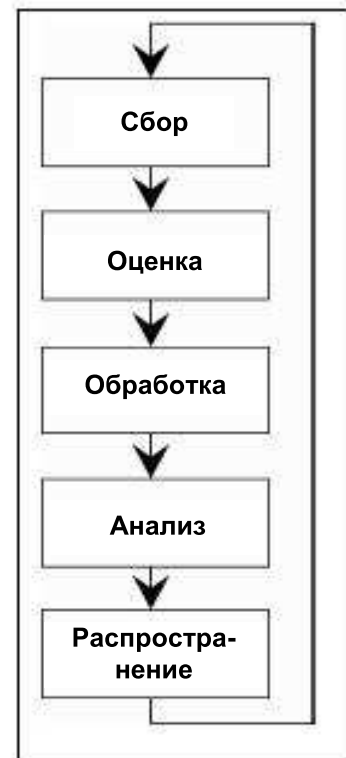 Сбор
Оценка
Обработка
Анализ
Распростра-
нение